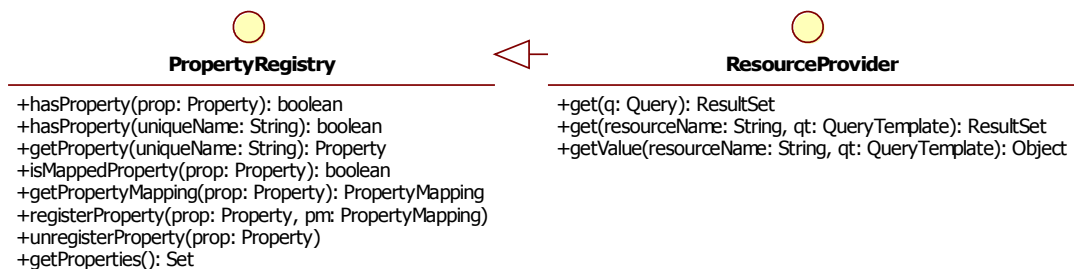 PropertyRegistry
+hasProperty(prop: Property): boolean
+hasProperty(uniqueName: String): boolean
+getProperty(uniqueName: String): Property
+isMappedProperty(prop: Property): boolean
+getPropertyMapping(prop: Property): PropertyMapping
+registerProperty(prop: Property, pm: PropertyMapping)
+unregisterProperty(prop: Property)
+getProperties(): Set
ResourceProvider
+get(q: Query): ResultSet
+get(resourceName: String, qt: QueryTemplate): ResultSet
+getValue(resourceName: String, qt: QueryTemplate): Object